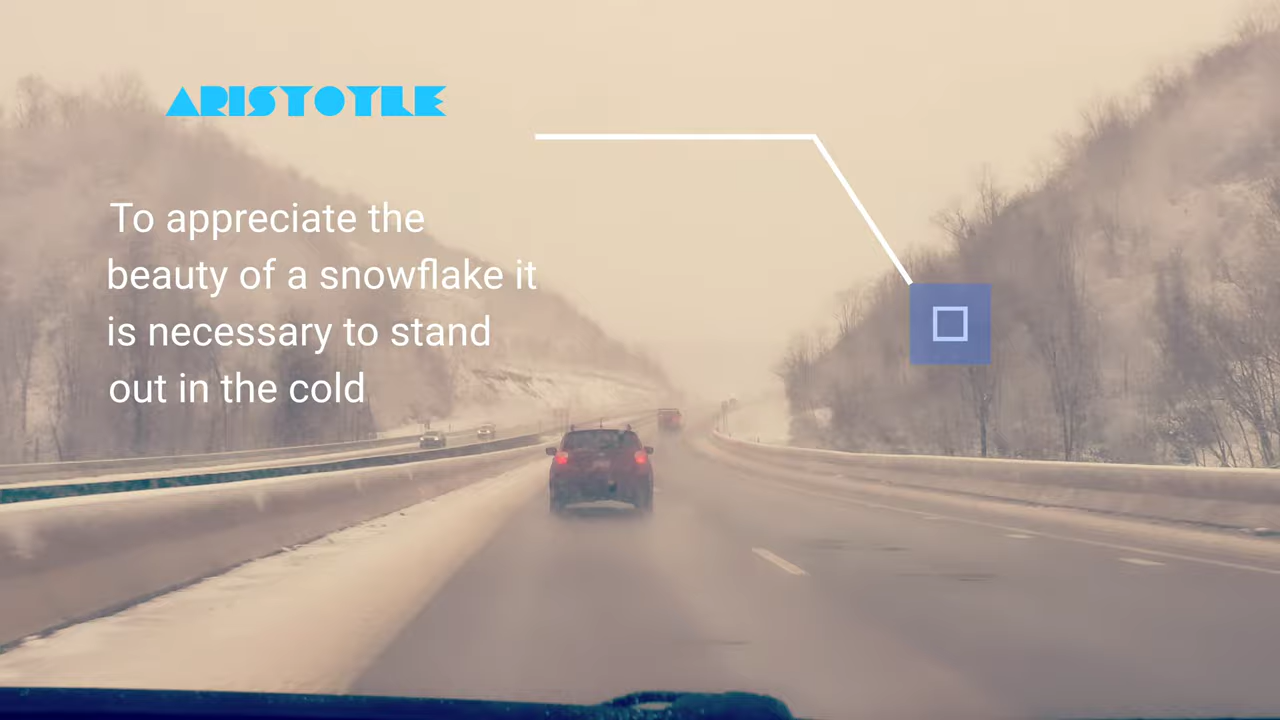 ARISTOTLE
To appreciate the
beauty of a snowflake it
is necessary to stand
out in the cold